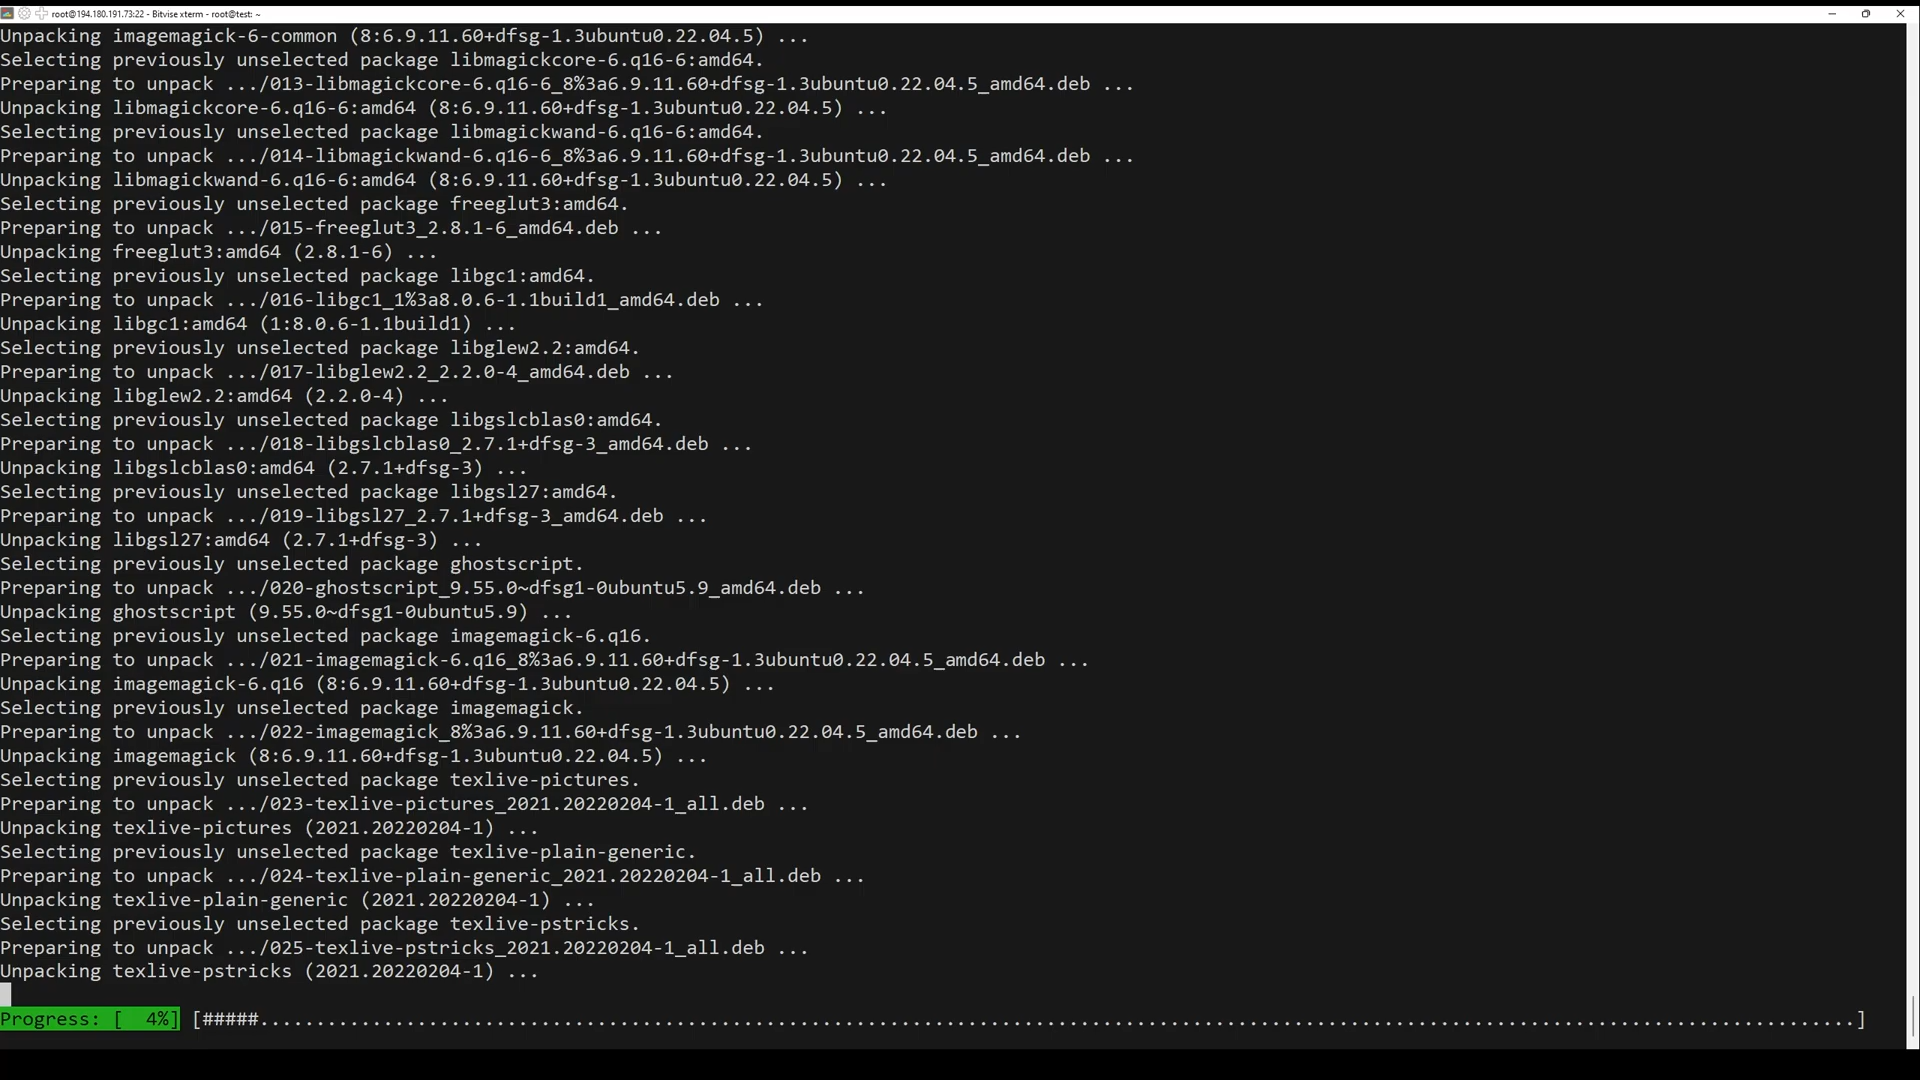 root@194.180.191.73:22 - Bitvise xterm - root@test: ~
Unpacking imagemagick-6-common (8:6.9.11.60+dfsg-1.3ubuntu0.22.04.5) ...
Selecting previously unselected package libmagickcore-6.q16-6:amd64.
Preparing to unpack .../013-libmagickcore-6.q16-6_8%3a6.9.11.60+dfsg-1.3ubuntu0.22.04.5_amd64.deb ...
Unpacking libmagickcore-6.q16-6:amd64 (8:6.9.11.60+dfsg-1.3ubuntu0.22.04.5) ...
Selecting previously unselected package libmagickwand-6.q16-6:amd64.
Preparing to unpack .../014-libmagickwand-6.q16-6_8%3a6.9.11.60+dfsg-1.3ubuntu0.22.04.5_amd64.deb ...
Unpacking libmagickwand-6.q16-6:amd64 (8:6.9.11.60+dfsg-1.3ubuntu0.22.04.5) ...
Selecting previously unselected package freeglut3:amd64.
Preparing to unpack .../015-freeglut3_2.8.1-6_amd64.deb ...
Unpacking freeglut3:amd64 (2.8.1-6) ...
Selecting previously unselected package libgc1:amd64.
Preparing to unpack .../016-libgc1_1%3a8.0.6-1.1build1_amd64.deb ...
Unpacking libgc1:amd64 (1:8.0.6-1.1build1) ...
Selecting previously unselected package libglew2.2:amd64.
Preparing to unpack .../017-libglew2.2_2.2.0-4_amd64.deb ...
Unpacking libglew2.2:amd64 (2.2.0-4) ...
Selecting previously unselected package libgslcblas0:amd64.
Preparing to unpack .../018-libgslcblas0_2.7.1+dfsg-3_amd64.deb ...
Unpacking libgslcblas0:amd64 (2.7.1+dfsg-3) ...
Selecting previously unselected package libgsl27:amd64.
Preparing to unpack .../019-libgsl27_2.7.1+dfsg-3_amd64.deb ...
Unpacking libgsl27:amd64 (2.7.1+dfsg-3) ...
Selecting previously unselected package ghostscript.
Preparing to unpack .../020-ghostscript_9.55.0~dfsg1-0ubuntu5.9_amd64.deb ...
Unpacking ghostscript (9.55.0~dfsg1-0ubuntu5.9) ...
Selecting previously unselected package imagemagick-6.q16.
Preparing to unpack .../021-imagemagick-6.q16_8%3a6.9.11.60+dfsg-1.3ubuntu0.22.04.5_amd64.deb ...
Unpacking imagemagick-6.q16 (8:6.9.11.60+dfsg-1.3ubuntu0.22.04.5) ...
Selecting previously unselected package imagemagick.
Preparing to unpack .../022-imagemagick_8%3a6.9.11.60+dfsg-1.3ubuntu0.22.04.5_amd64.deb ...
Unpacking imagemagick (8:6.9.11.60+dfsg-1.3ubuntu0.22.04.5) ...
Selecting previously unselected package texlive-pictures.
Preparing to unpack .../023-texlive-pictures_2021.20220204-1_all.deb ...
Unpacking texlive-pictures (2021.20220204-1) ...
Selecting previously unselected package texlive-plain-generic.
Preparing to unpack .../024-texlive-plain-generic_2021.20220204-1_all.deb ...
Unpacking texlive-plain-generic (2021.20220204-1) ...
Selecting previously unselected package texlive-pstricks.
Preparing to unpack .../025-texlive-pstricks_2021.20220204-1_all.deb ...
Unpacking texlive-pstricks (2021.20220204-1) ...
Progress: [  4%] [#####..............................................................................................................................................]